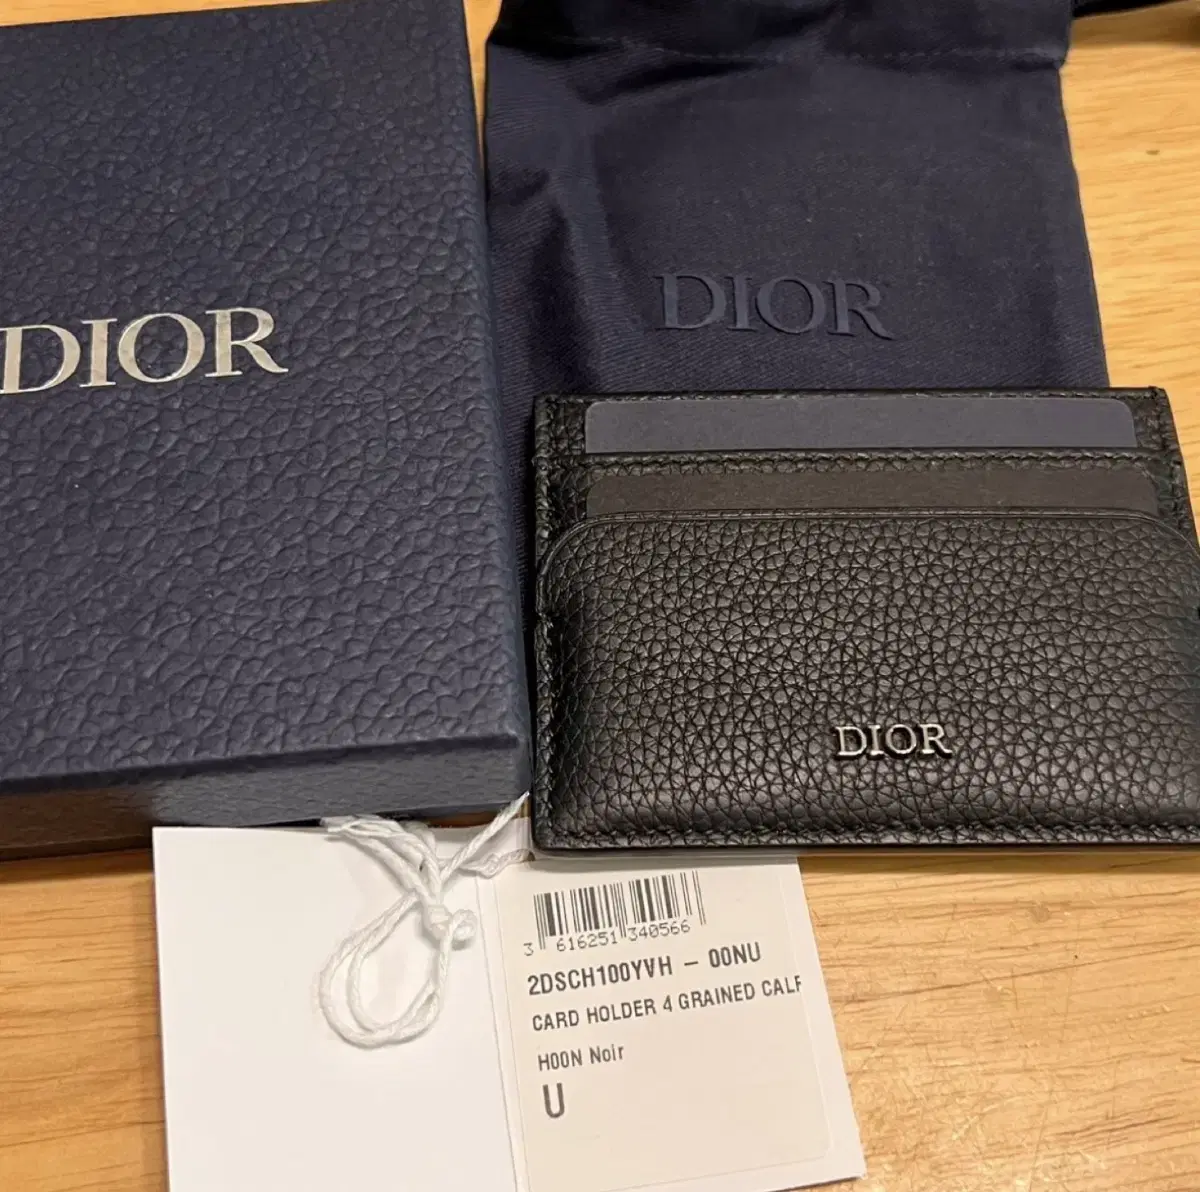 DIOR
DIOR
DIOR
3 616251 340566
2DSCH100YVH - 00NU
CARD HOLDER 4 GRAINED CALF
H00N Noir
U